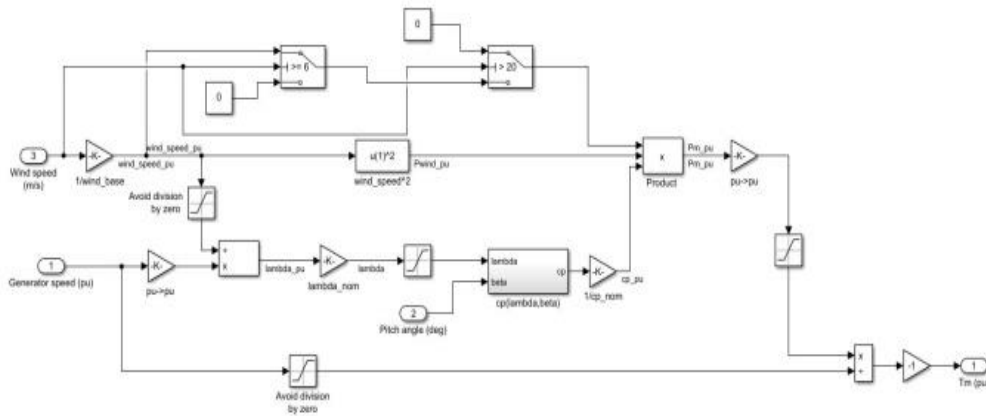 0
>= 6
0
> 20
3
Wind speed
(m/s)
-K-
1/wind_base
wind_speed_pu
wind_speed_pu
u(1)^2
wind_speed^2
Pwind_pu
x
Product
Pm_pu
Pm_pu
-K-
pu->pu
Avoid division
by zero
1
Generator speed (pu)
-K-
pu->pu
÷
x
lambda_pu
-K-
lambda_nom
lambda
lambda
beta
cp
cp(lambda,beta)
-K-
1/cp_nom
cp_pu
2
Pitch angle (deg)
Avoid division
by zero
x
÷
-1
1
Tm (pu